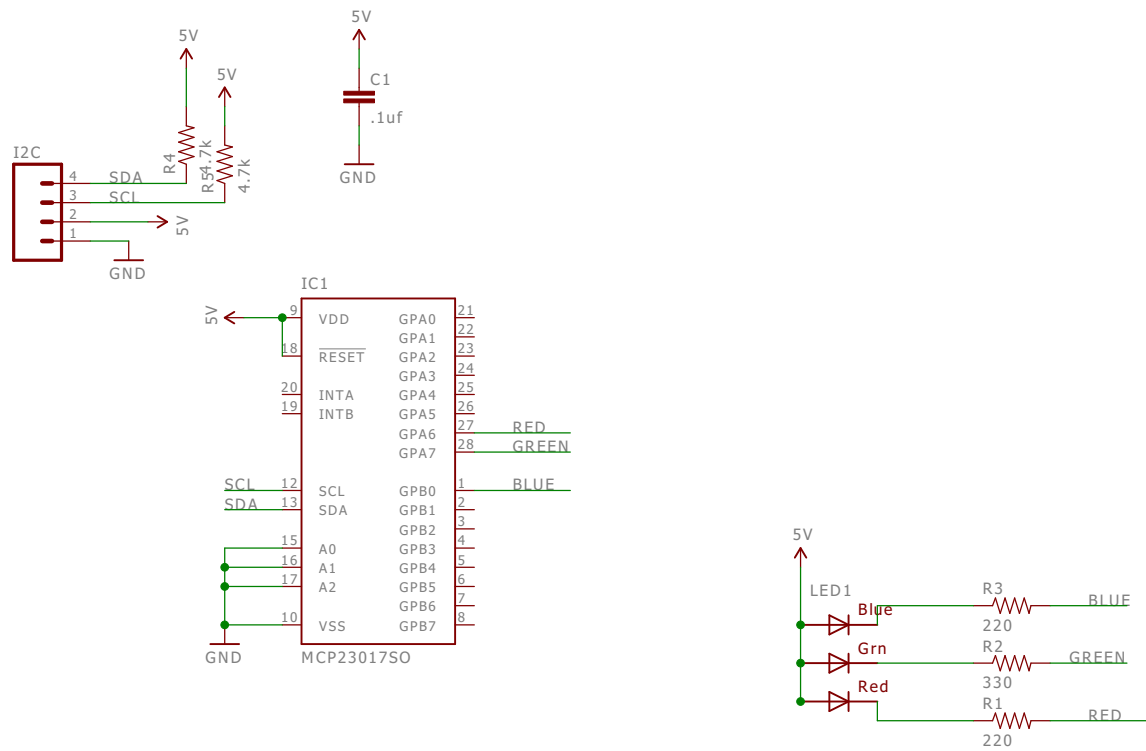 5V
5V
5V
C1
.1uf
GND
R4
4.7k
R5
4.7k
I2C
4 SDA
3 SCL
2 5V
1
GND
IC1
5V
9 VDD GPA0 21
GPA1 22
18 RESET GPA2 23
GPA3 24
20 INTA GPA4 25
19 INTB GPA5 26
GPA6 27 RED
GPA7 28 GREEN
SCL 12 SCL GPB0 1 BLUE
SDA 13 SDA GPB1 2
GPB2 3
15 A0 GPB3 4
16 A1 GPB4 5
17 A2 GPB5 6
GPB6 7
10 VSS GPB7 8
GND
MCP23017SO
5V
LED1
Blue R3 BLUE
220
Grn R2 GREEN
330
Red R1 RED
220